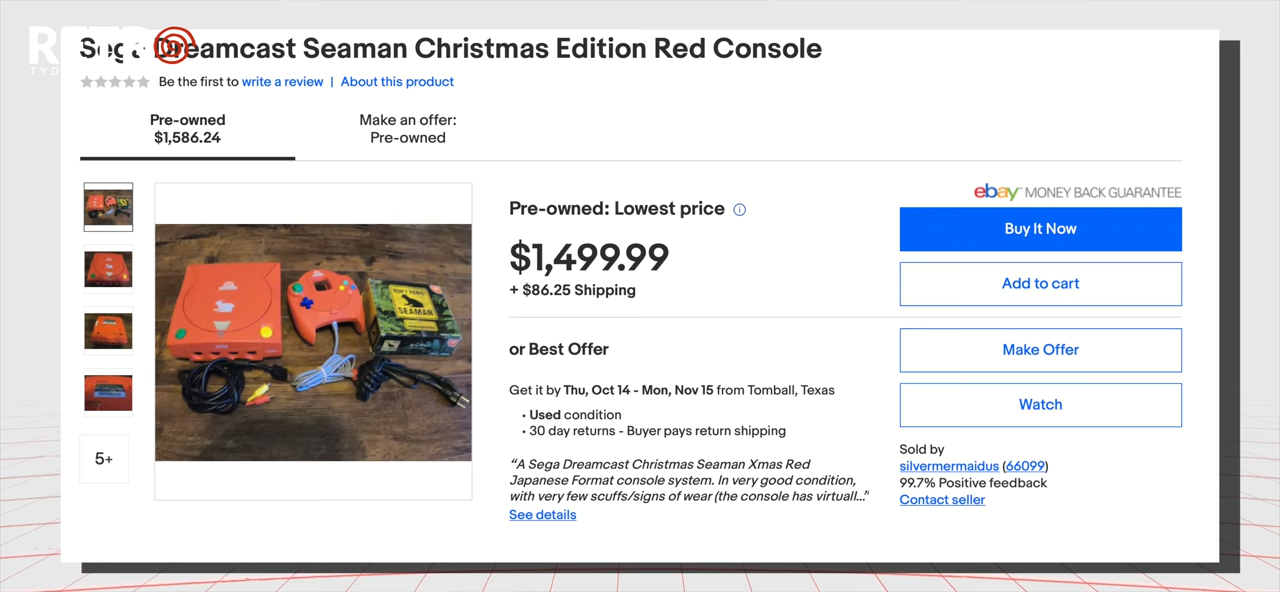 Sega Dreamcast Seaman Christmas Edition Red Console
Be the first to write a review | About this product
Pre-owned
$1,586.24
Make an offer:
Pre-owned
ebay MONEY BACK GUARANTEE
Pre-owned: Lowest price
Buy It Now
$1,499.99
+ $86.25 Shipping
Add to cart
or Best Offer
Make Offer
Get it by Thu, Oct 14 - Mon, Nov 15 from Tomball, Texas
Watch
• Used condition
• 30 day returns - Buyer pays return shipping
Sold by
silvermermaidus (66099)
99.7% Positive feedback
Contact seller
“A Sega Dreamcast Christmas Seaman Xmas Red
Japanese Format console system. In very good condition,
with very few scuffs/signs of wear (the console has virtuall...”
See details
5+
DON'T PANIC!
SEAMAN